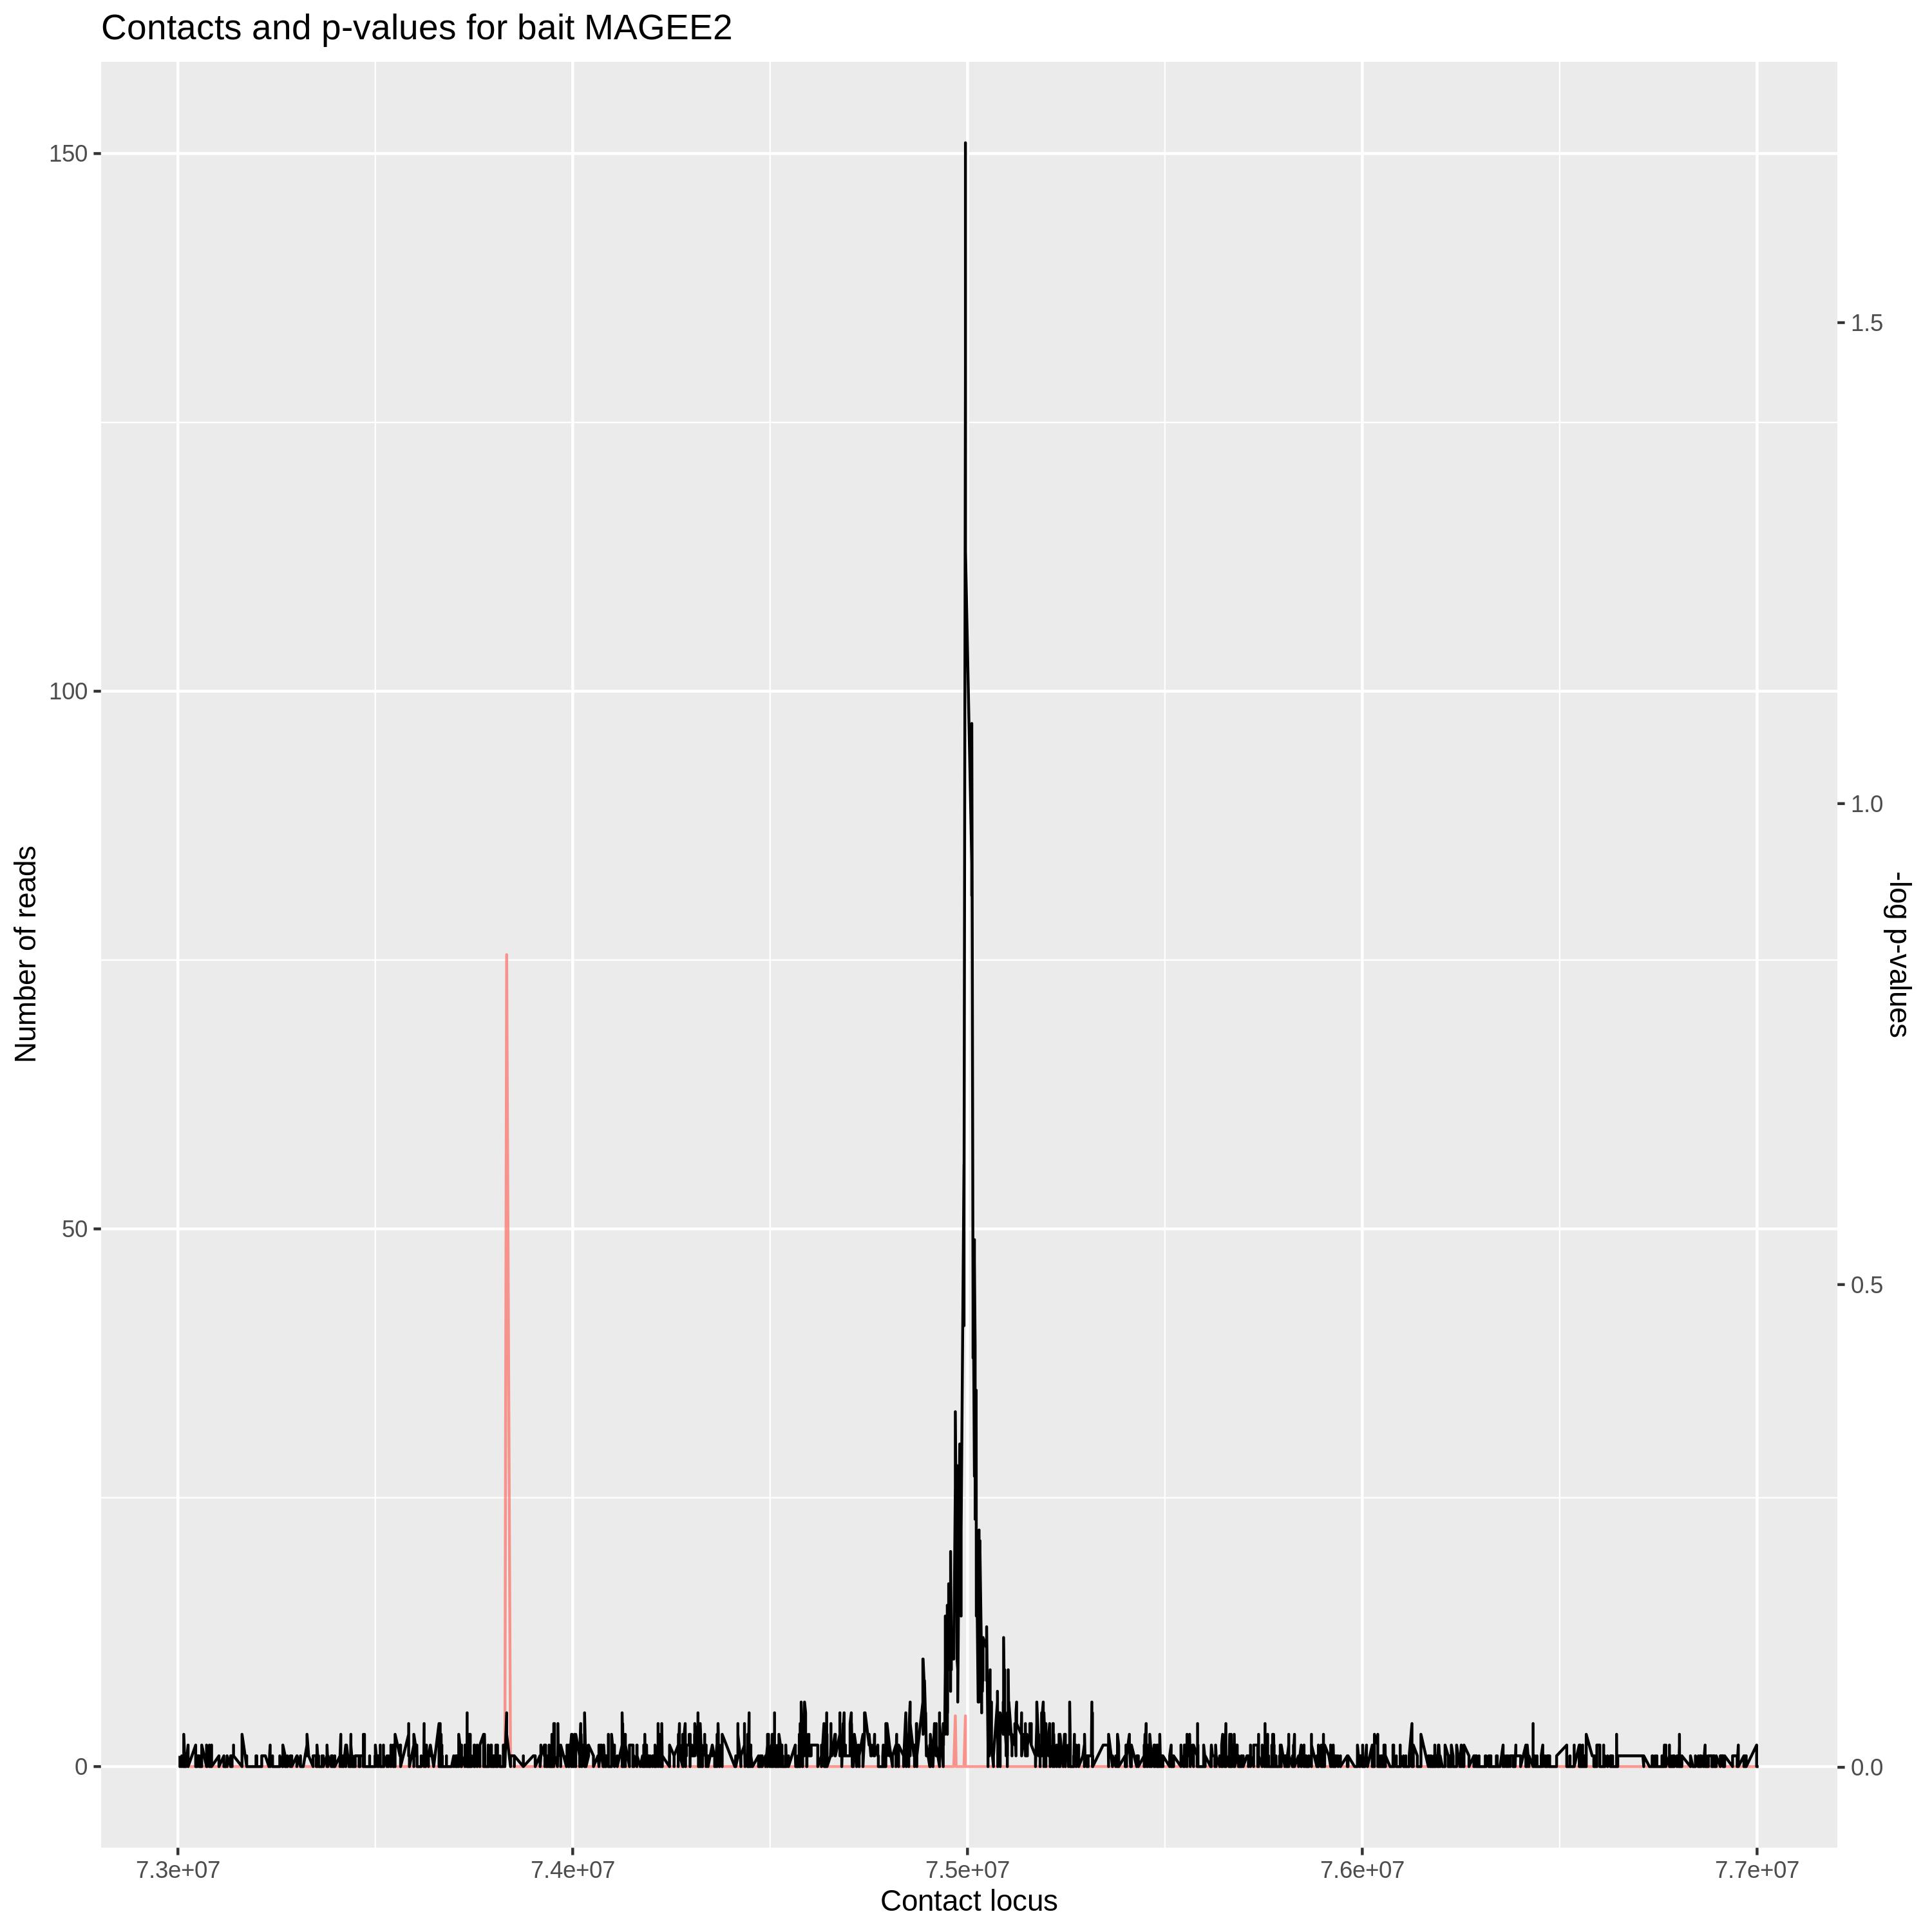 Contacts and p-values for bait MAGEE2
150
100
50
0
Number of reads
1.5
1.0
0.5
0.0
-log p-values
7.3e+07 7.4e+07 7.5e+07 7.6e+07 7.7e+07
Contact locus